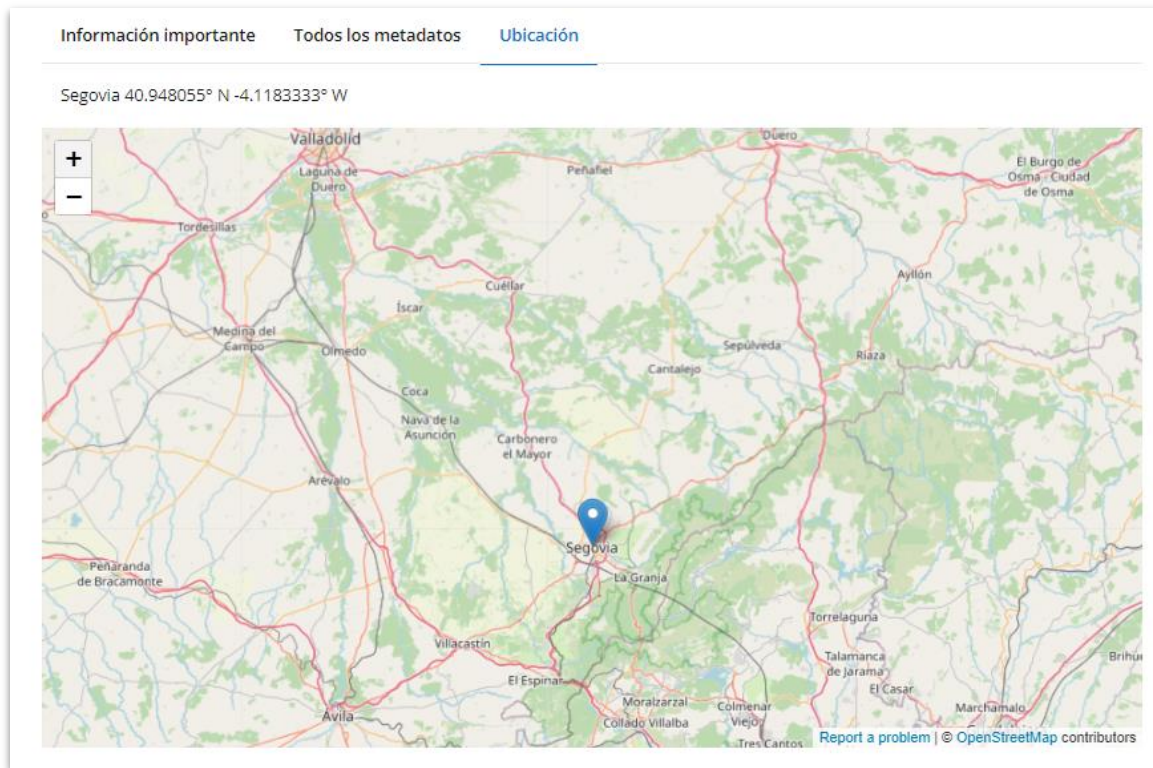 Información importante Todos los metadatos Ubicación
Segovia 40.948055° N -4.1183333° W
+
−
Valladolid
Duero
Laguna de
Duero
Peñafiel
El Burgo de
Osma - Ciudad
de Osma
Tordesillas
Cuéllar
Ayllón
Íscar
Medina del
Campo
Olmedo
Sepúlveda
Riaza
Cantalejo
Coca
Nava de la
Asunción
Carbonero
el Mayor
Arévalo
Segovia
Peñaranda
de Bracamonte
La Granja
Torrelaguna
Villacastín
Talamanca
de Jarama
El Espinar
El Casar
Moralzarzal
Colmenar
Viejo
Marchamalo
Ávila
Collado Villalba
Tres Cantos
Report a problem | © OpenStreetMap contributors